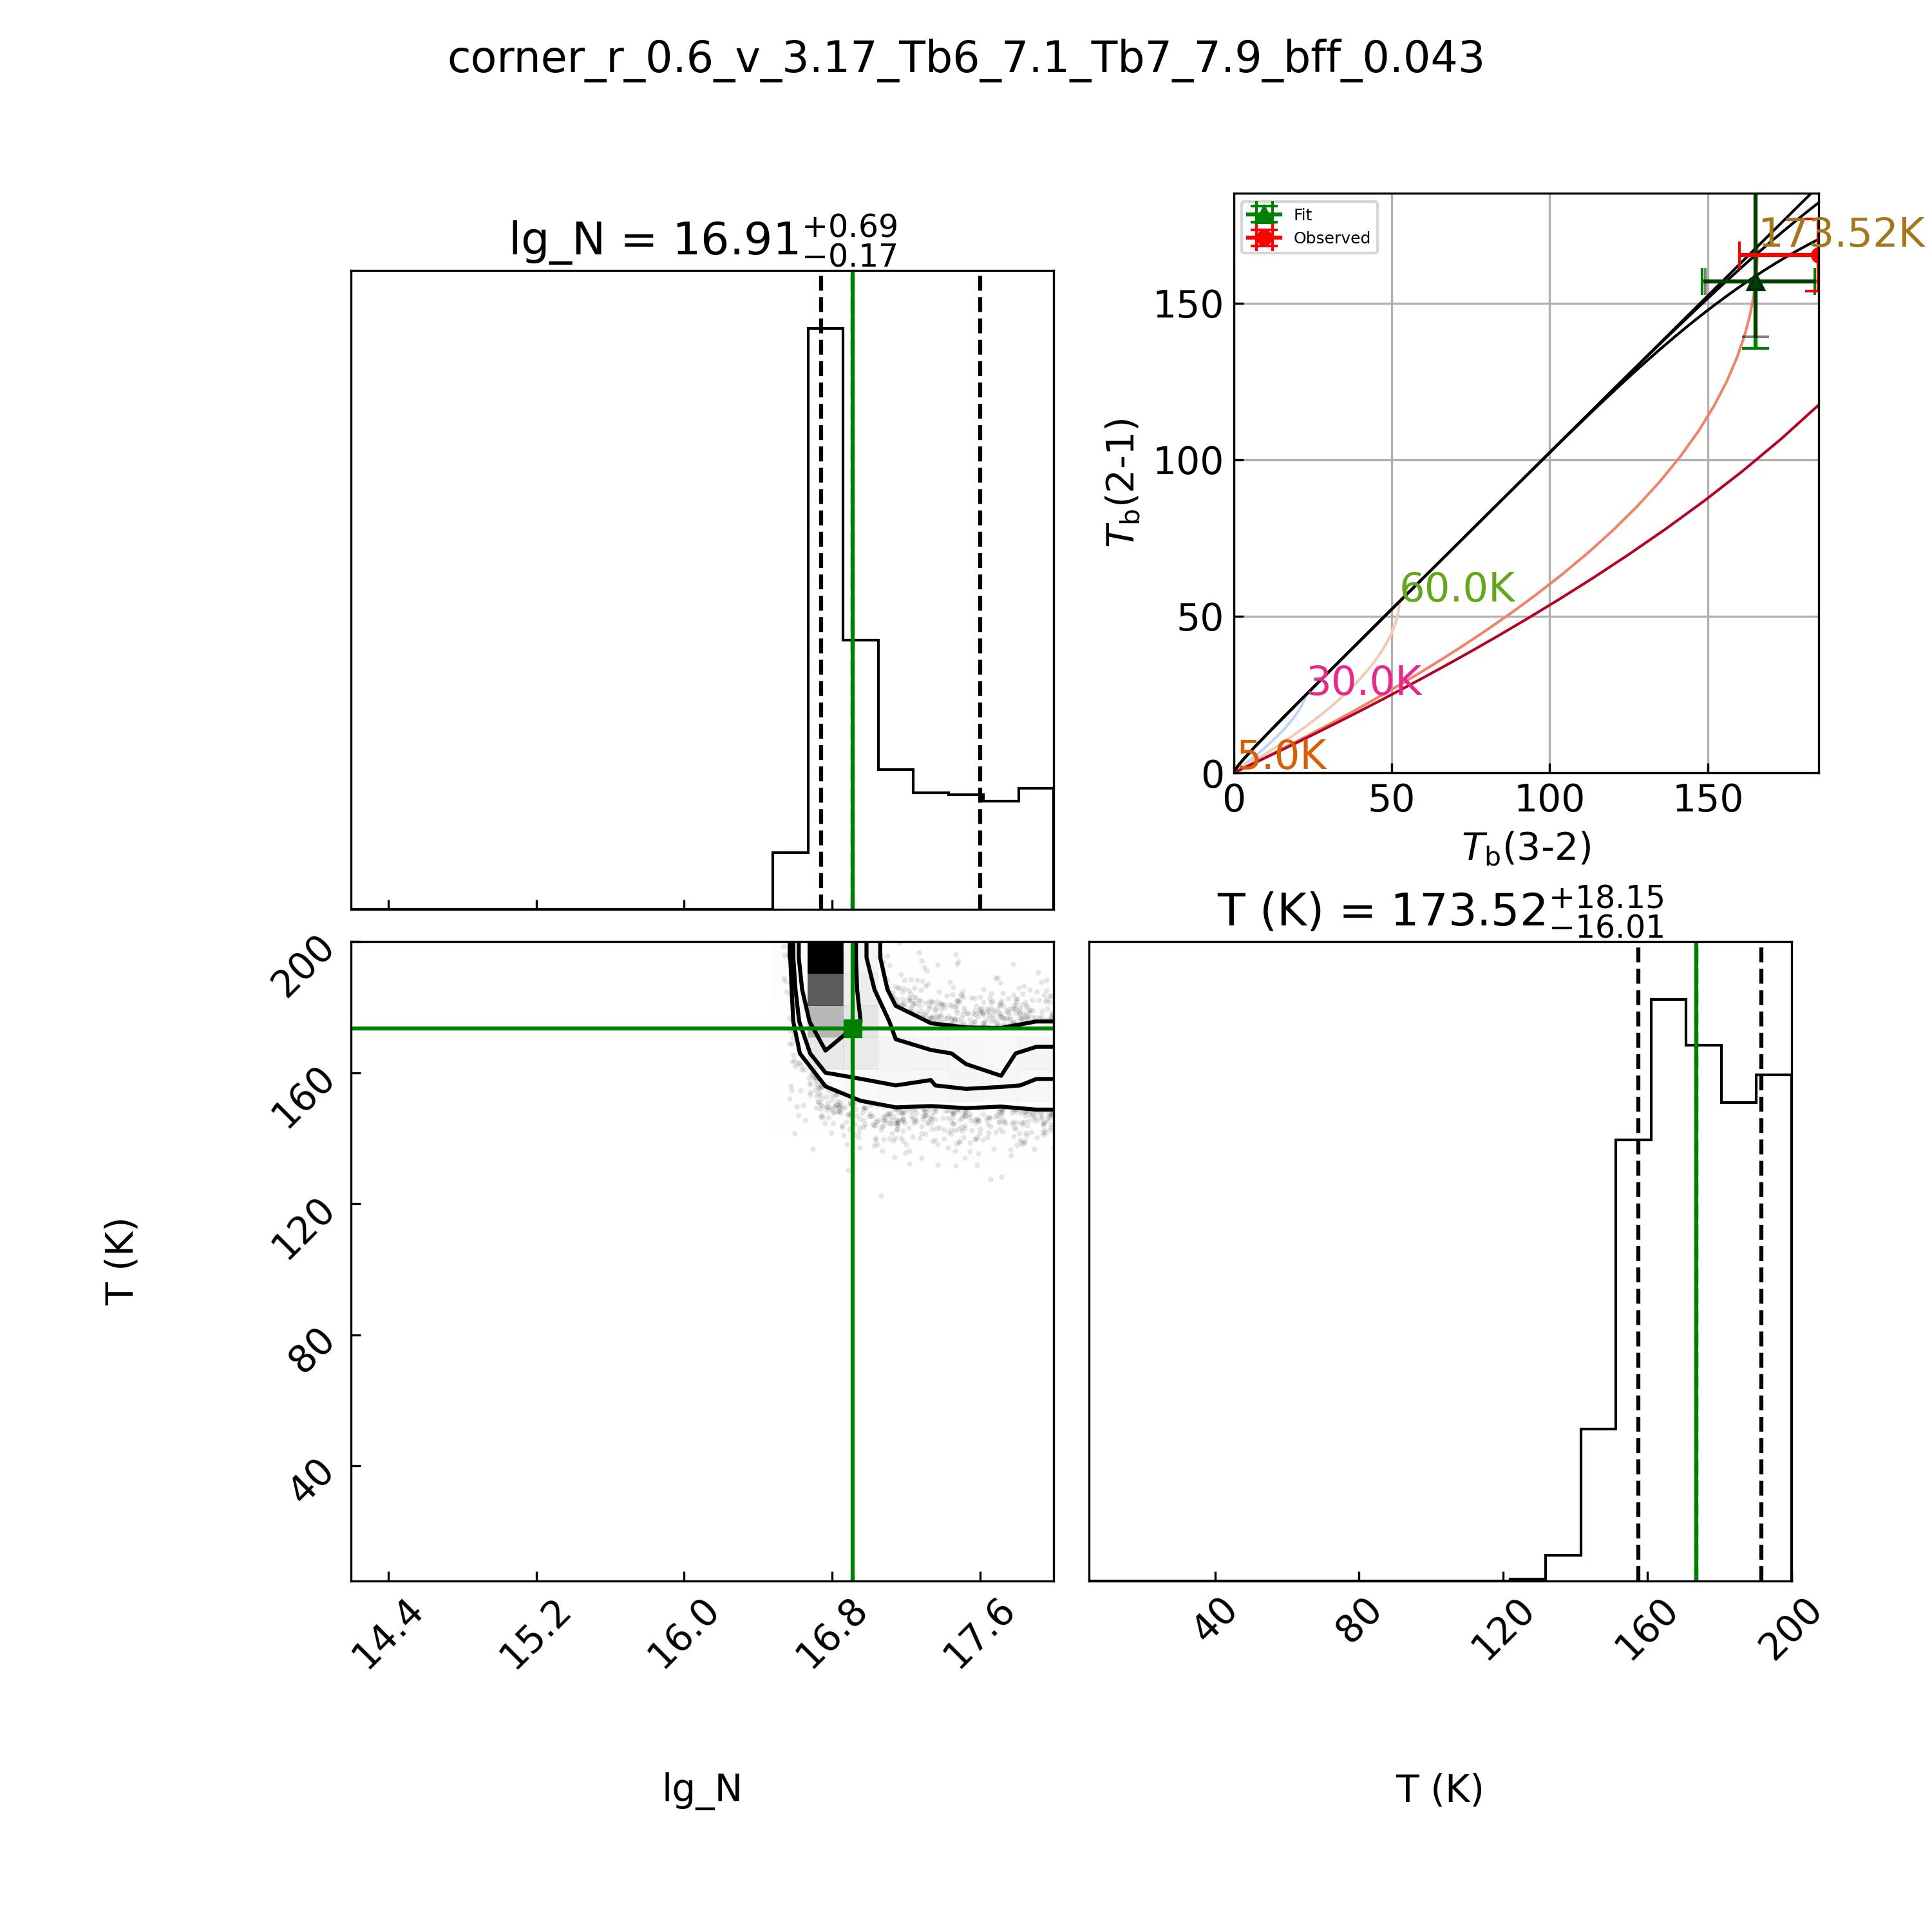 corner_r_0.6_v_3.17_Tb6_7.1_Tb7_7.9_bff_0.043
lg_N = 16.91+0.69−0.17
Fit
Observed
173.52K
60.0K
30.0K
5.0K
150
100
50
0
Tb(2-1)
0 50 100 150
Tb(3-2)
T (K) = 173.52+18.15−16.01
200
160
120
80
40
T (K)
14.4 15.2 16.0 16.8 17.6
lg_N
40 80 120 160 200
T (K)